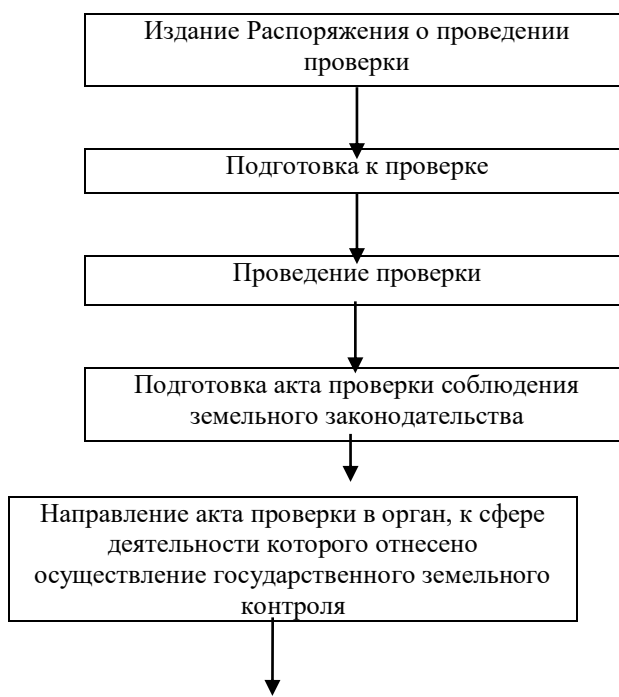 Издание Распоряжения о проведении
проверки
Подготовка к проверке
Проведение проверки
Подготовка акта проверки соблюдения
земельного законодательства
Направление акта проверки в орган, к сфере
деятельности которого отнесено
осуществление государственного земельного
контроля